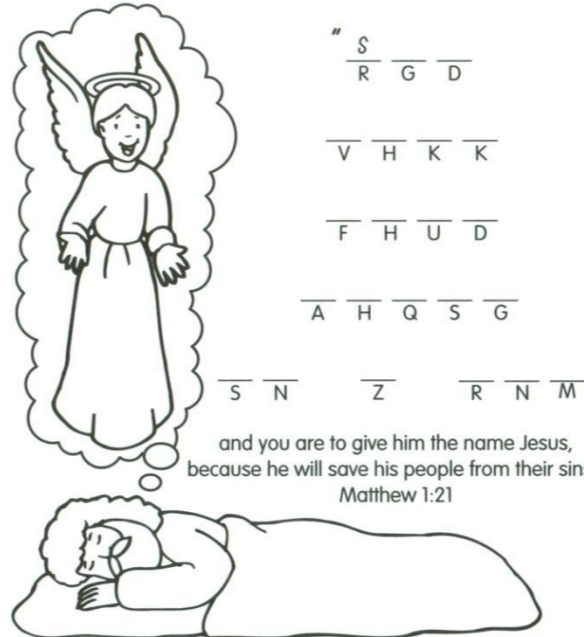 "
S
R G D
V H K K
F H U D
A H Q S G
S N Z R N M
and you are to give him the name Jesus,
because he will save his people from their sin
Matthew 1:21